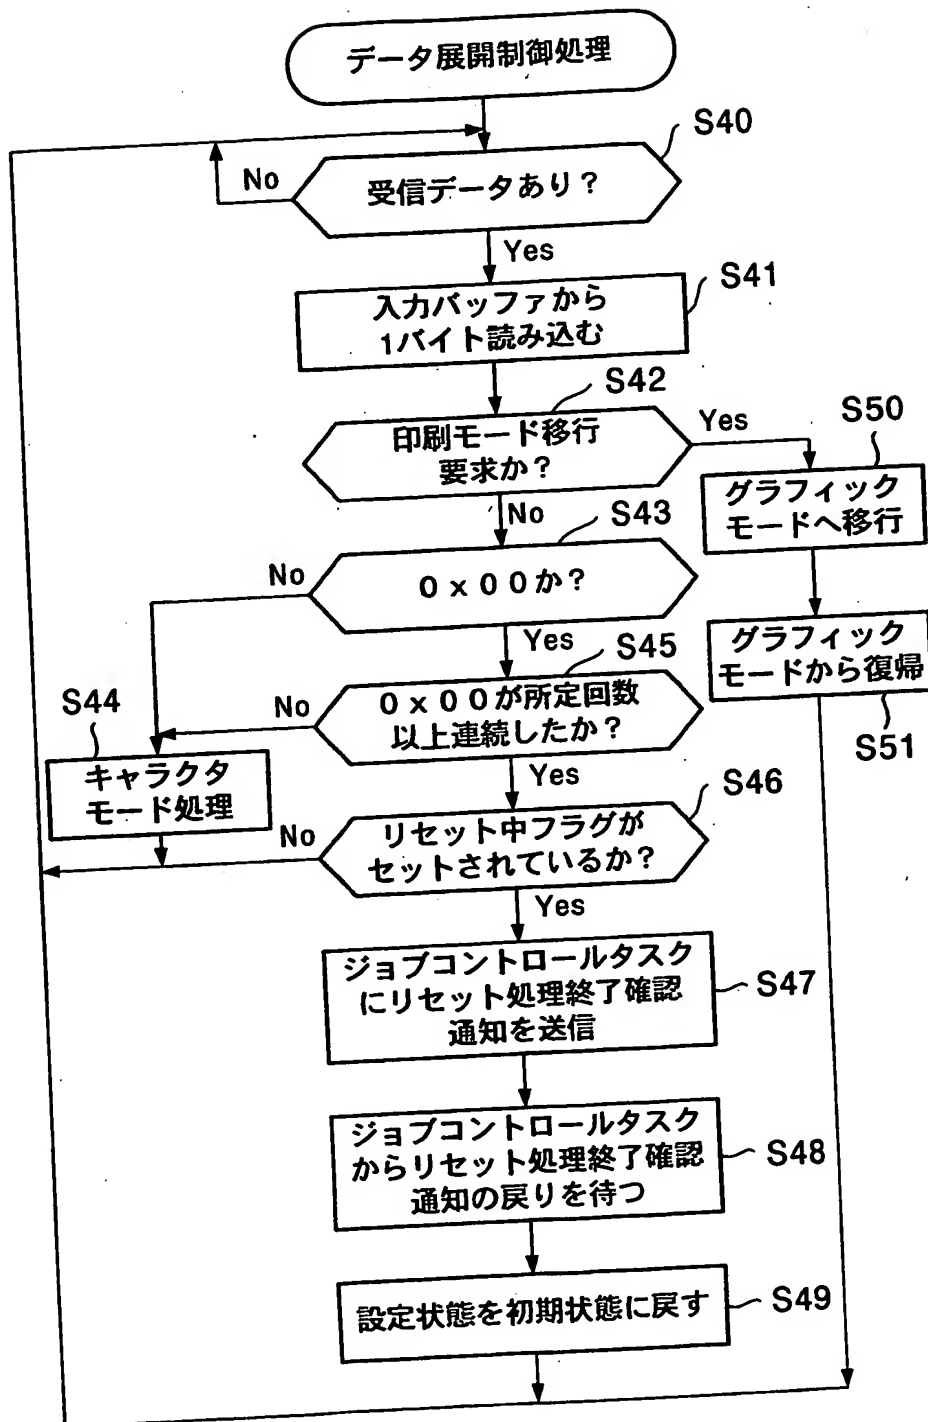 データ展開制御処理
S40
No
受信データあり？
Yes
S41
入力バッファから
1バイト読み込む
S42
印刷モード移行
要求か？
Yes
S50
グラフィック
モードへ移行
No
S43
No
０ｘ００か？
Yes
S45
グラフィック
モードから復帰
S51
S44
No
０ｘ００が所定回数
以上連続したか？
キャラクタ
モード処理
Yes
S46
No
リセット中フラグが
セットされているか？
Yes
ジョブコントロールタスク
にリセット処理終了確認
通知を送信
S47
ジョブコントロールタスク
からリセット処理終了確認
通知の戻りを待つ
S48
設定状態を初期状態に戻す
S49